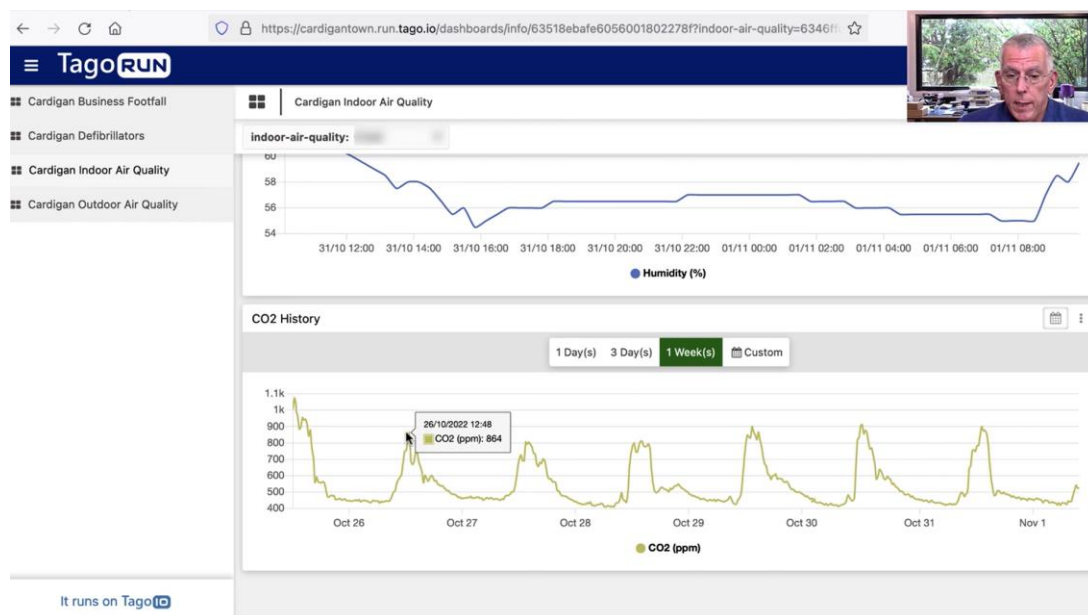 https://cardigantown.run.tago.io/dashboards/info/63518ebafe6056001802278f?indoor-air-quality=6346f
TagoRUN
Cardigan Business Footfall
Cardigan Defibrillators
Cardigan Indoor Air Quality
Cardigan Outdoor Air Quality
Cardigan Indoor Air Quality
indoor-air-quality:
60
58
56
54
31/10 12:00 31/10 14:00 31/10 16:00 31/10 18:00 31/10 20:00 31/10 22:00 01/11 00:00 01/11 02:00 01/11 04:00 01/11 06:00 01/11 08:00
Humidity (%)
CO2 History
1 Day(s) 3 Day(s) 1 Week(s) Custom
1.1k
1k
900
800
700
600
500
400
26/10/2022 12:48
CO2 (ppm): 864
Oct 26 Oct 27 Oct 28 Oct 29 Oct 30 Oct 31 Nov 1
CO2 (ppm)
It runs on TagoIO